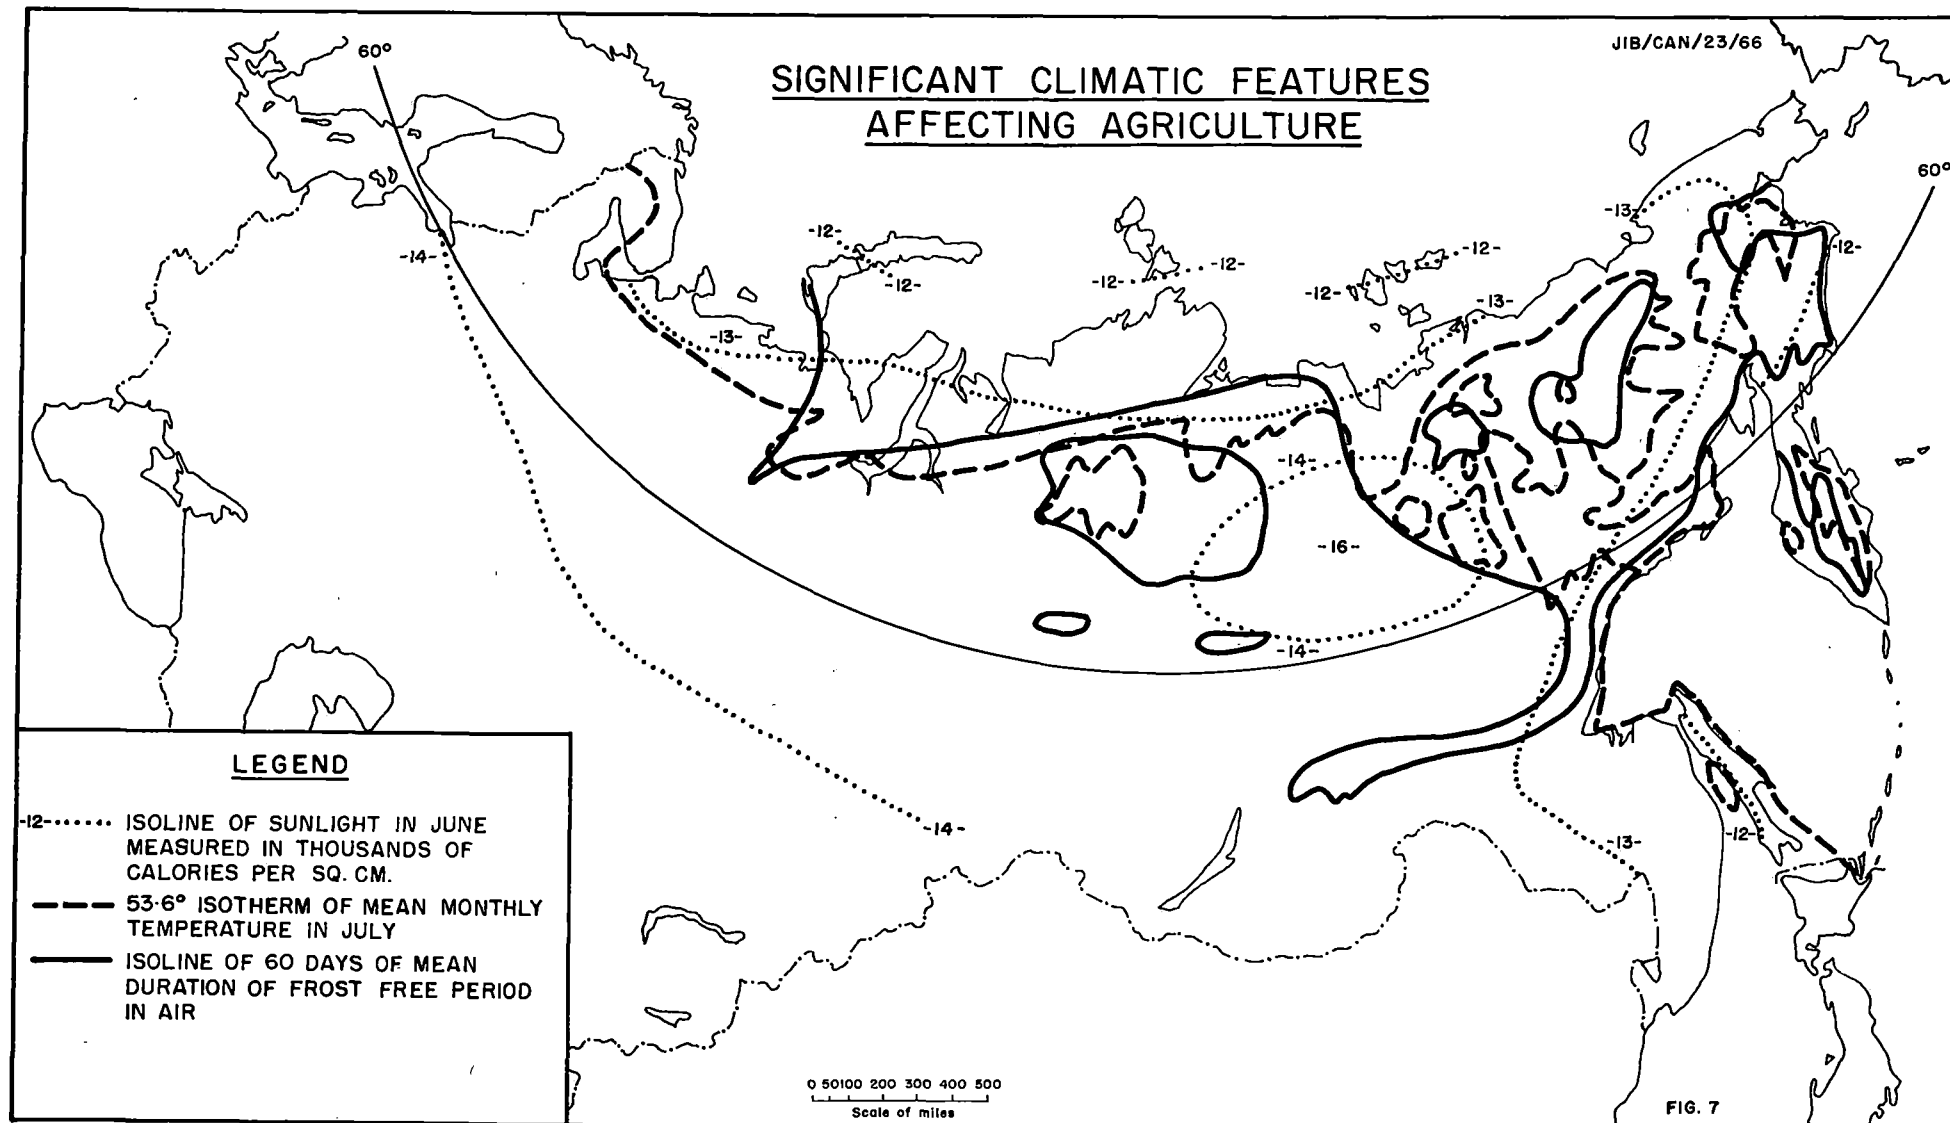 JIB/CAN/23/66
SIGNIFICANT CLIMATIC FEATURES
AFFECTING AGRICULTURE
60°
60°
-14-
-12-
-12-
-13-
-12-
-12-
-12-
-12-
-13-
-13-
-12-
-14-
-16-
-14-
-14-
-13-
-12-
LEGEND
-12- ISOLINE OF SUNLIGHT IN JUNE
MEASURED IN THOUSANDS OF
CALORIES PER SQ. CM.
53·6° ISOTHERM OF MEAN MONTHLY
TEMPERATURE IN JULY
ISOLINE OF 60 DAYS OF MEAN
DURATION OF FROST FREE PERIOD
IN AIR
0 50 100 200 300 400 500
Scale of miles
FIG. 7